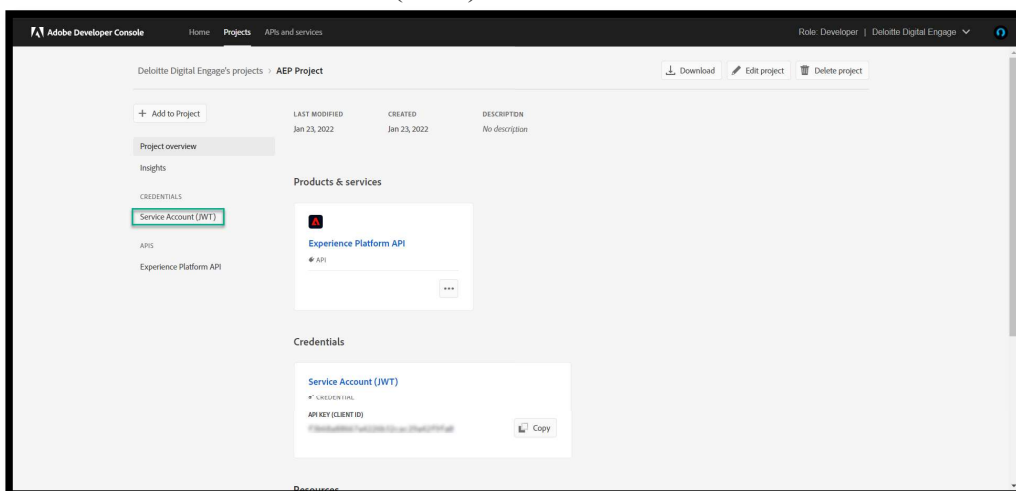 Adobe Developer Console Home Projects APIs and services Role: Developer | Deloitte Digital Engage
Deloitte Digital Engage's projects > AEP Project Download Edit project Delete project
+ Add to Project
LAST MODIFIED CREATED DESCRIPTION
Jan 23, 2022 Jan 23, 2022 No description
Project overview
Insights
Products & services
CREDENTIALS
Service Account (JWT)
Experience Platform API
APIS
API
Experience Platform API
Credentials
Service Account (JWT)
CREDENTIAL
API KEY (CLIENT ID)
Copy
Resources